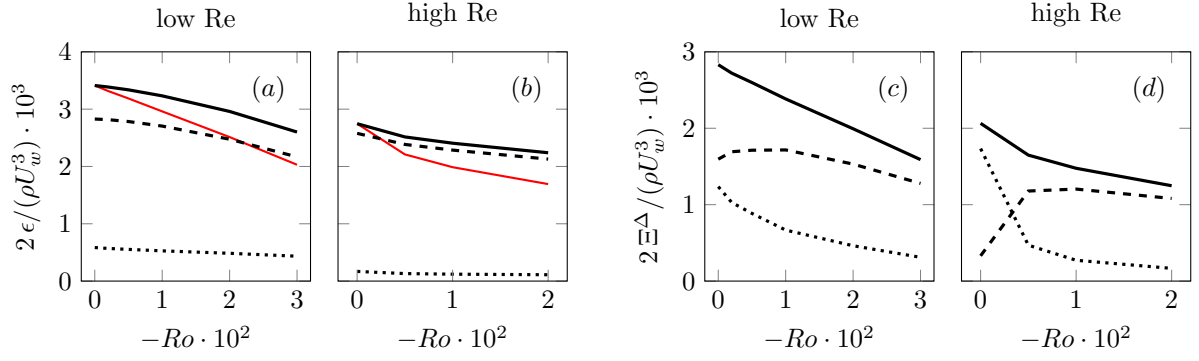 low Re
high Re
low Re
high Re
2 ϵ/(ρU_w^3) · 10^3
4
3
2
1
0
(a)
0 1 2 3
−Ro · 10^2
(b)
0 1 2
−Ro · 10^2
2 Ξ^Δ/(ρU_w^3) · 10^3
3
2
1
0
(c)
0 1 2 3
−Ro · 10^2
(d)
0 1 2
−Ro · 10^2